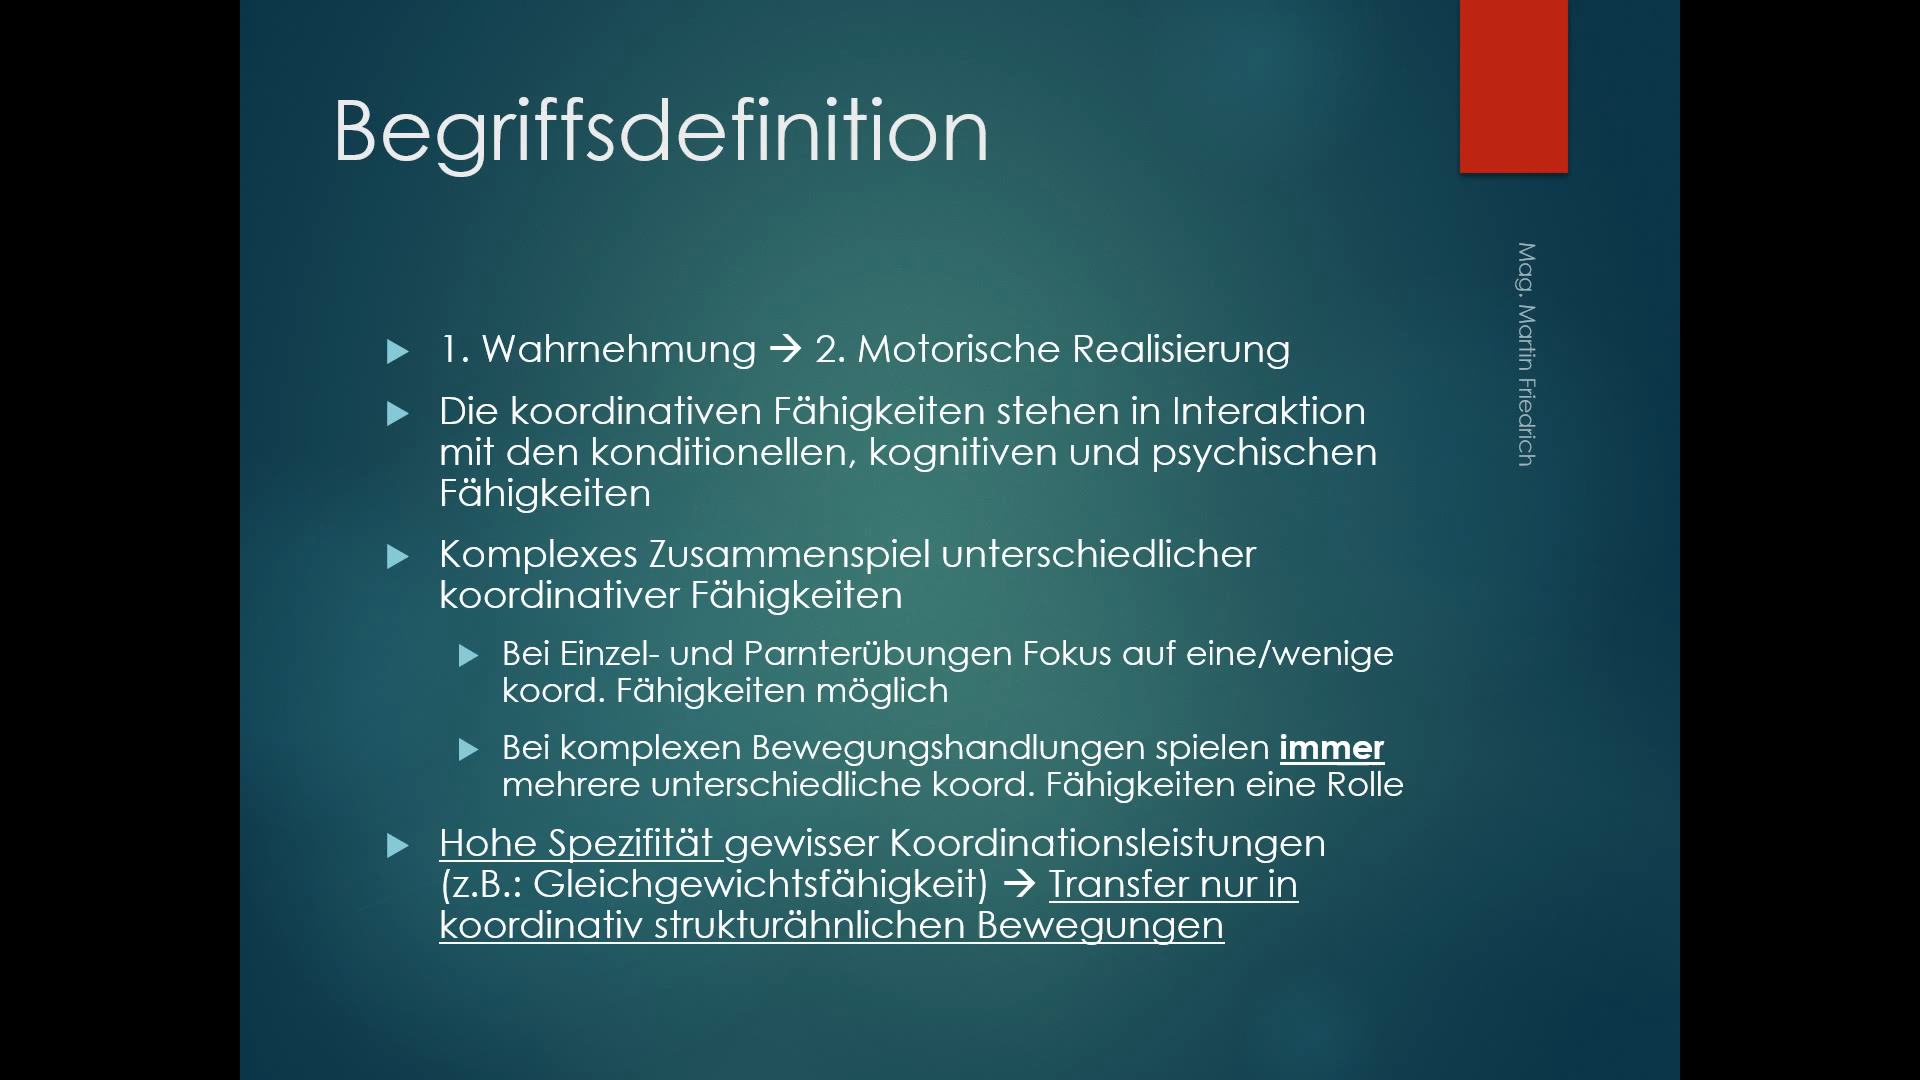 Begriffsdefinition
1. Wahrnehmung → 2. Motorische Realisierung
Die koordinativen Fähigkeiten stehen in Interaktion
mit den konditionellen, kognitiven und psychischen
Fähigkeiten
Komplexes Zusammenspiel unterschiedlicher
koordinativer Fähigkeiten
Bei Einzel- und Parnterübungen Fokus auf eine/wenige
koord. Fähigkeiten möglich
Bei komplexen Bewegungshandlungen spielen immer
mehrere unterschiedliche koord. Fähigkeiten eine Rolle
Hohe Spezifität gewisser Koordinationsleistungen
(z.B.: Gleichgewichtsfähigkeit) → Transfer nur in
koordinativ strukturähnlichen Bewegungen
Mag. Martin Friedrich